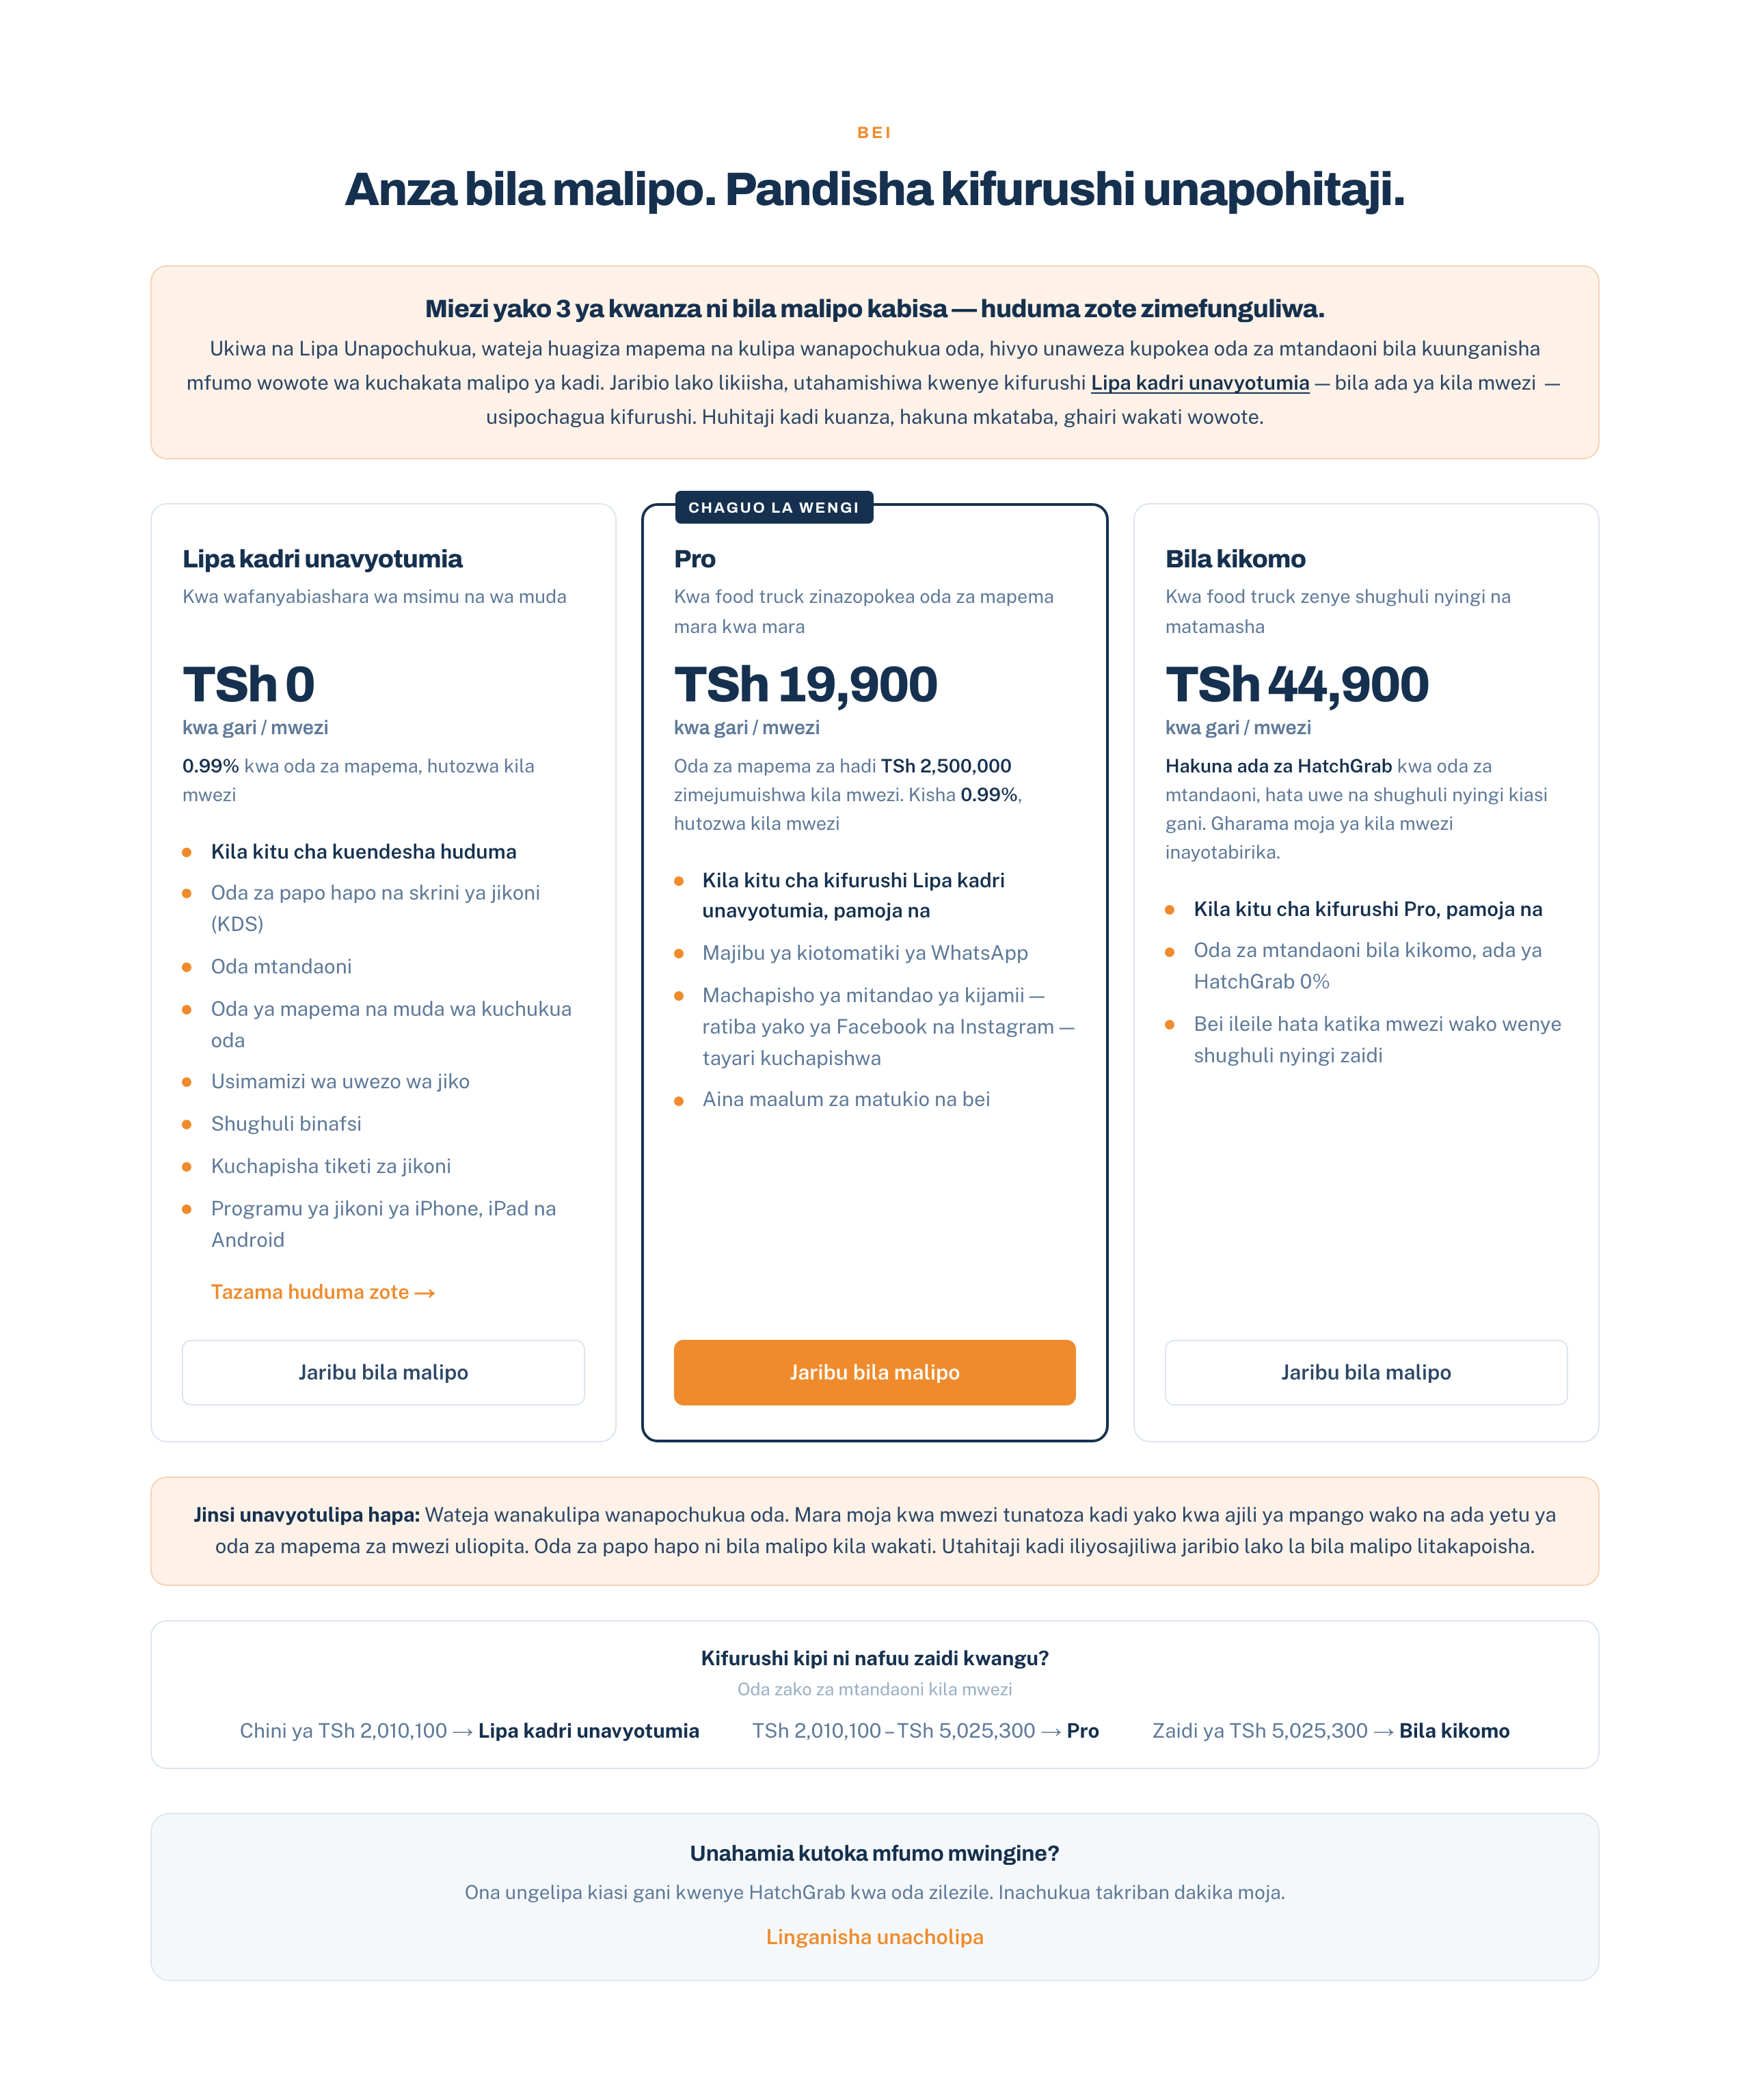 BEI
Anza bila malipo. Pandisha kifurushi unapohitaji.
Miezi yako 3 ya kwanza ni bila malipo kabisa — huduma zote zimefunguliwa.
Ukiwa na Lipa Unapochukua, wateja huagiza mapema na kulipa wanapochukua oda, hivyo unaweza kupokea oda za mtandaoni bila kuunganisha
mfumo wowote wa kuchakata malipo ya kadi. Jaribio lako likiisha, utahamishiwa kwenye kifurushi Lipa kadri unavyotumia — bila ada ya kila mwezi —
usipochagua kifurushi. Huhitaji kadi kuanza, hakuna mkataba, ghairi wakati wowote.
Lipa kadri unavyotumia
Kwa wafanyabiashara wa msimu na wa muda
TSh 0
kwa gari / mwezi
0.99% kwa oda za mapema, hutozwa kila
mwezi
Kila kitu cha kuendesha huduma
Oda za papo hapo na skrini ya jikoni
(KDS)
Oda mtandaoni
Oda ya mapema na muda wa kuchukua
oda
Usimamizi wa uwezo wa jiko
Shughuli binafsi
Kuchapisha tiketi za jikoni
Programu ya jikoni ya iPhone, iPad na
Android
Tazama huduma zote →
Jaribu bila malipo
CHAGUO LA WENGI
Pro
Kwa food truck zinazopokea oda za mapema
mara kwa mara
TSh 19,900
kwa gari / mwezi
Oda za mapema za hadi TSh 2,500,000
zimejumuishwa kila mwezi. Kisha 0.99%,
hutozwa kila mwezi
Kila kitu cha kifurushi Lipa kadri
unavyotumia, pamoja na
Majibu ya kiotomatiki ya WhatsApp
Machapisho ya mitandao ya kijamii —
ratiba yako ya Facebook na Instagram —
tayari kuchapishwa
Aina maalum za matukio na bei
Jaribu bila malipo
Bila kikomo
Kwa food truck zenye shughuli nyingi na
matamasha
TSh 44,900
kwa gari / mwezi
Hakuna ada za HatchGrab kwa oda za
mtandaoni, hata uwe na shughuli nyingi kiasi
gani. Gharama moja ya kila mwezi
inayotabirika.
Kila kitu cha kifurushi Pro, pamoja na
Oda za mtandaoni bila kikomo, ada ya
HatchGrab 0%
Bei ileile hata katika mwezi wako wenye
shughuli nyingi zaidi
Jaribu bila malipo
Jinsi unavyotulipa hapa: Wateja wanakulipa wanapochukua oda. Mara moja kwa mwezi tunatoza kadi yako kwa ajili ya mpango wako na ada yetu ya
oda za mapema za mwezi uliopita. Oda za papo hapo ni bila malipo kila wakati. Utahitaji kadi iliyosajiliwa jaribio lako la bila malipo litakapoisha.
Kifurushi kipi ni nafuu zaidi kwangu?
Oda zako za mtandaoni kila mwezi
Chini ya TSh 2,010,100 → Lipa kadri unavyotumia
TSh 2,010,100 – TSh 5,025,300 → Pro
Zaidi ya TSh 5,025,300 → Bila kikomo
Unahamia kutoka mfumo mwingine?
Ona ungelipa kiasi gani kwenye HatchGrab kwa oda zilezile. Inachukua takriban dakika moja.
Linganisha unacholipa